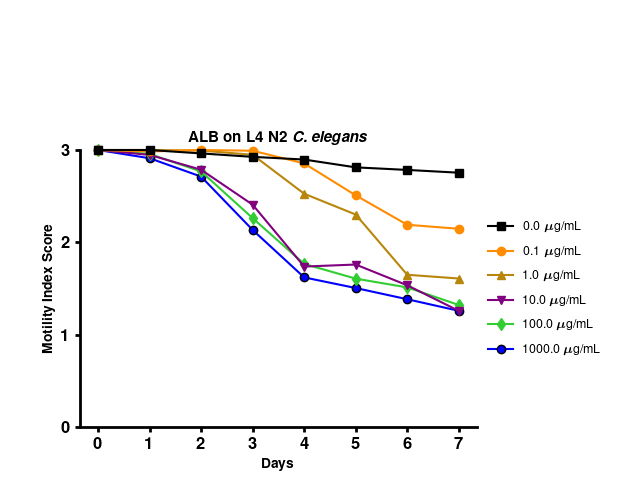 ALB on L4 N2 C. elegans
Motility Index Score
3
2
1
0
0 1 2 3 4 5 6 7
Days
0.0 μg/mL
0.1 μg/mL
1.0 μg/mL
10.0 μg/mL
100.0 μg/mL
1000.0 μg/mL